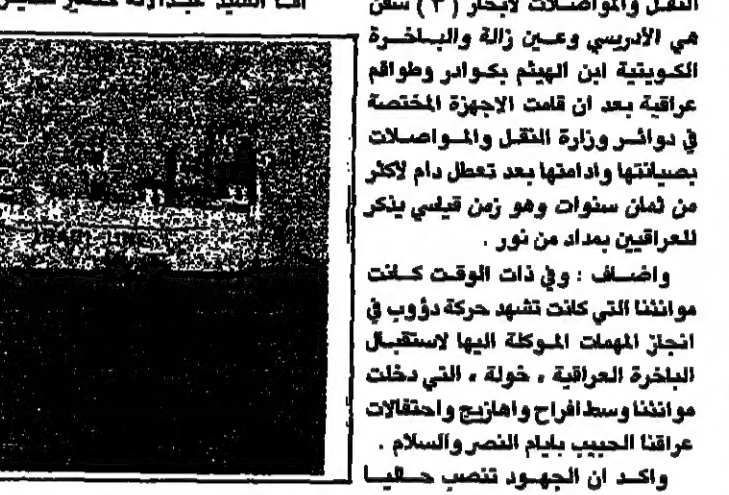 النقل والمواصلات لابحار (٣) سفن
هي الأدريسي وعين زالة والباخرة
الكويتية ابن الهيثم بكوادر وطواقم
عراقية بعد ان قامت الاجهزة المختصة
في دوائر وزارة النقل والمواصلات
بصيانتها وادامتها بعد تعطل دام لاكثر
من ثمان سنوات وهو زمن قياسي يذكر
للعراقيين بمداد من نور .
واضاف : وفي ذات الوقت كانت
موانئنا التي كانت تشهد حركة دؤوب في
انجاز المهمات الموكلة اليها لاستقبال
الباخرة العراقية « خولة » التي دخلت
موانئنا وسط افراح واهازيج واحتفالات
عراقنا الحبيب بايام النصر والسلام .
واكد ان الجهود تنصب حاليا
اما السيد عبدالاله